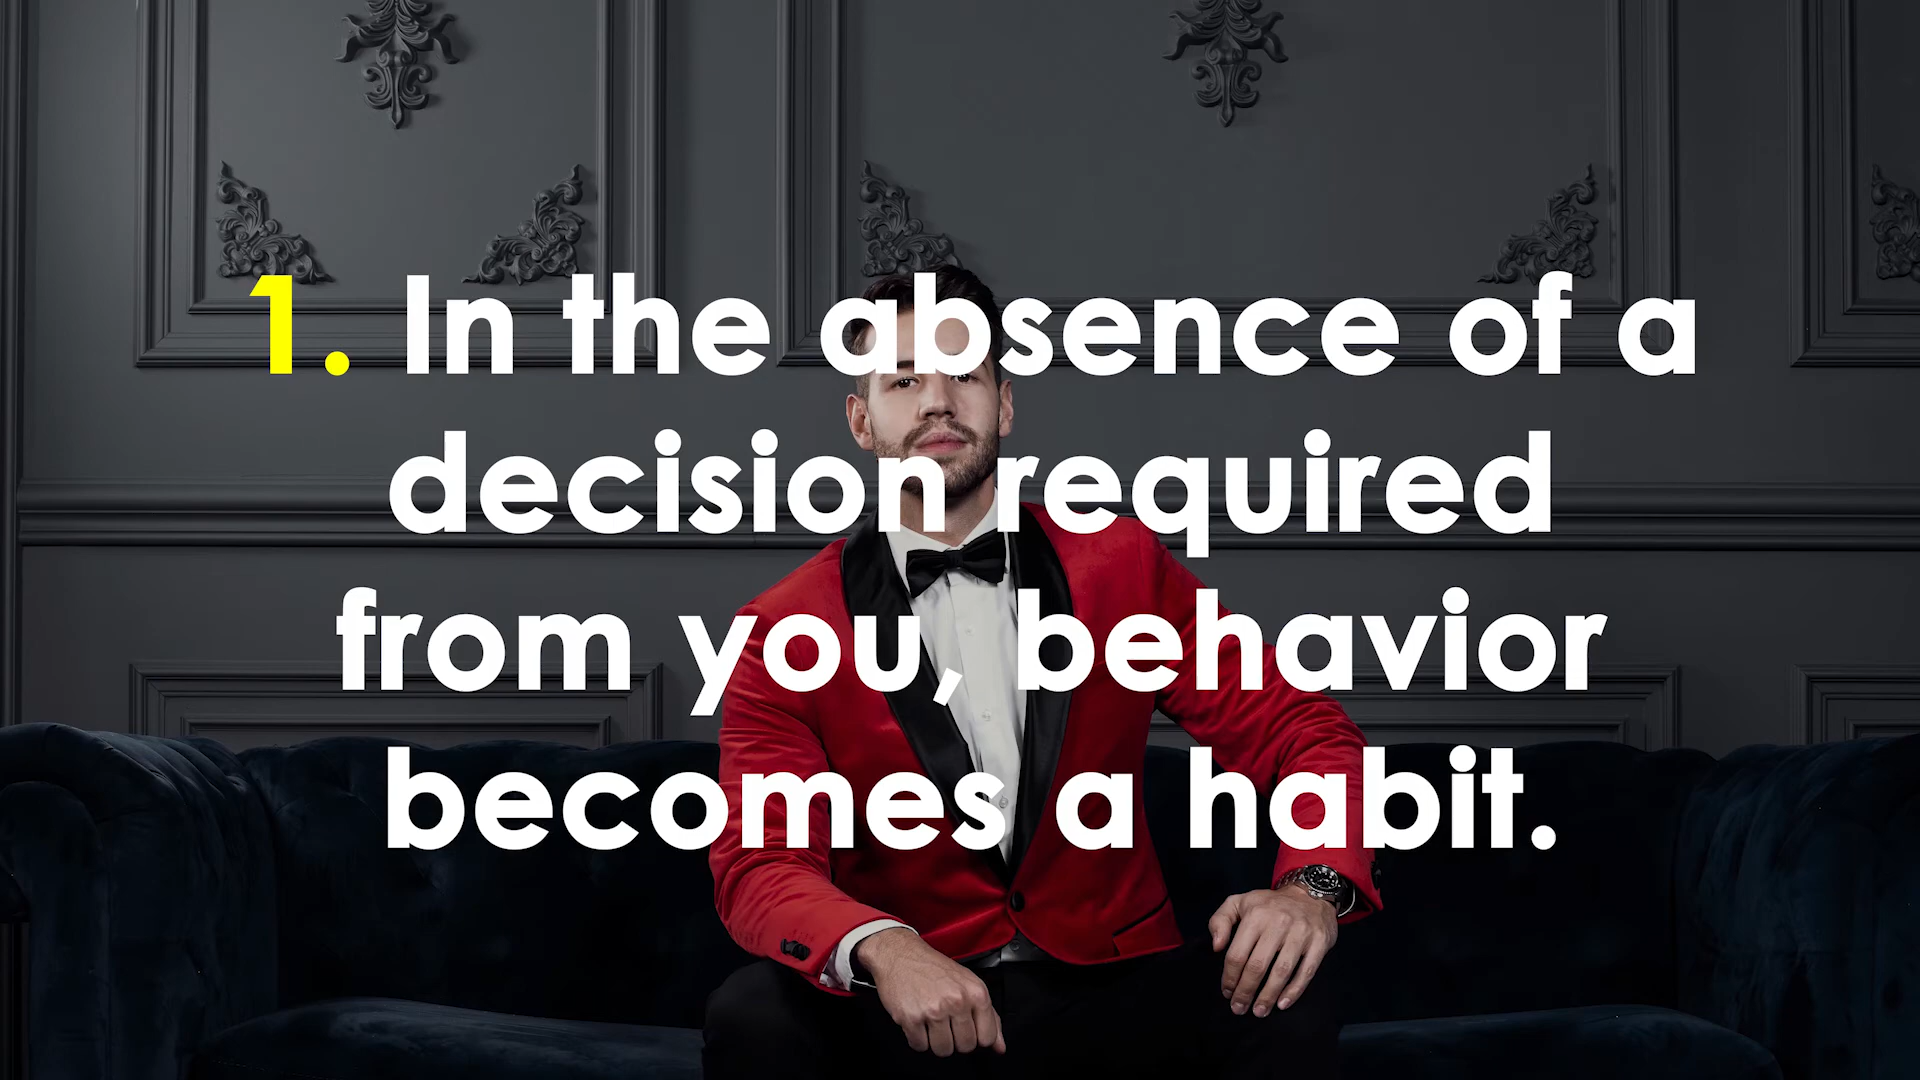 1. In the absence of a
decision required
from you, behavior
becomes a habit.